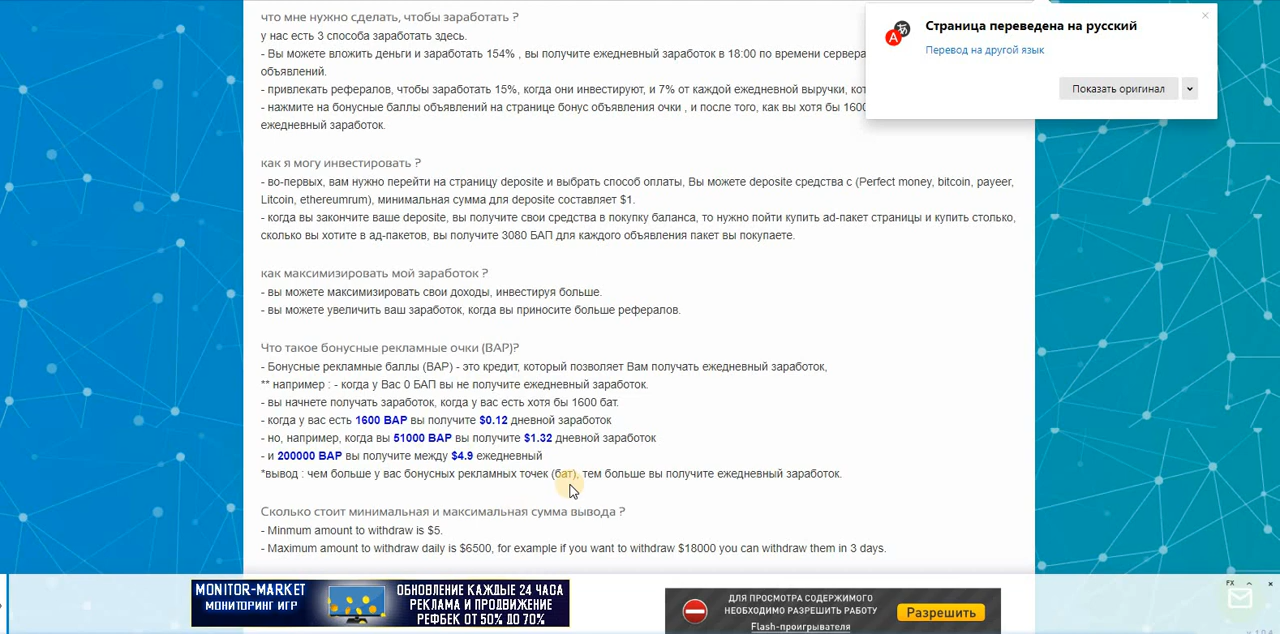 что мне нужно сделать, чтобы заработать ?
у нас есть 3 способа заработать здесь.
- Вы можете вложить деньги и заработать 154% , вы получите ежедневный заработок в 18:00 по времени сервера
объявлений.
- привлекать рефералов, чтобы заработать 15%, когда они инвестируют, и 7% от каждой ежедневной выручки,
- нажмите на бонусные баллы объявлений на странице бонус объявления очки , и после того, как вы хотя бы 1600
ежедневный заработок.
Страница переведена на русский
Перевод на другой язык
Показать оригинал
как я могу инвестировать ?
- во-первых, вам нужно перейти на страницу deposite и выбрать способ оплаты, Вы можете deposite средства с (Perfect money, bitcoin, payeer,
Litcoin, ethereumrum), минимальная сумма для deposite составляет $1.
- когда вы закончите ваше deposite, вы получите свои средства в покупку баланса, то нужно пойти купить ad-пакет страницы и купить столько,
сколько вы хотите в ад-пакетов, вы получите 3080 БАП для каждого объявления пакет вы покупаете.
как максимизировать мой заработок ?
- вы можете максимизировать свои доходы, инвестируя больше.
- вы можете увеличить ваш заработок, когда вы приносите больше рефералов.
Что такое бонусные рекламные очки (BAP)?
- Бонусные рекламные баллы (BAP) - это кредит, который позволяет Вам получать ежедневный заработок,
** например : - когда у Вас 0 БАП вы не получите ежедневный заработок.
- вы начнете получать заработок, когда у вас есть хотя бы 1600 бат.
- когда у вас есть 1600 BAP вы получите $0.12 дневной заработок
- но, например, когда вы 51000 BAP вы получите $1.32 дневной заработок
- и 200000 BAP вы получите между $4.9 ежедневный
*вывод : чем больше у вас бонусных рекламных точек (бат), тем больше вы получите ежедневный заработок.
Сколько стоит минимальная и максимальная сумма вывода ?
- Minmum amount to withdraw is $5.
- Maximum amount to withdraw daily is $6500, for example if you want to withdraw $18000 you can withdraw them in 3 days.
MONITOR-MARKET
МОНИТОРИНГ ИГР
ОБНОВЛЕНИЕ КАЖДЫЕ 24 ЧАСА
РЕКЛАМА И ПРОДВИЖЕНИЕ
РЕФБЕК ОТ 50% ДО 70%
ДЛЯ ПРОСМОТРА СОДЕРЖИМОГО
НЕОБХОДИМО РАЗРЕШИТЬ РАБОТУ
Flash-проигрывателя
Разрешить
FX